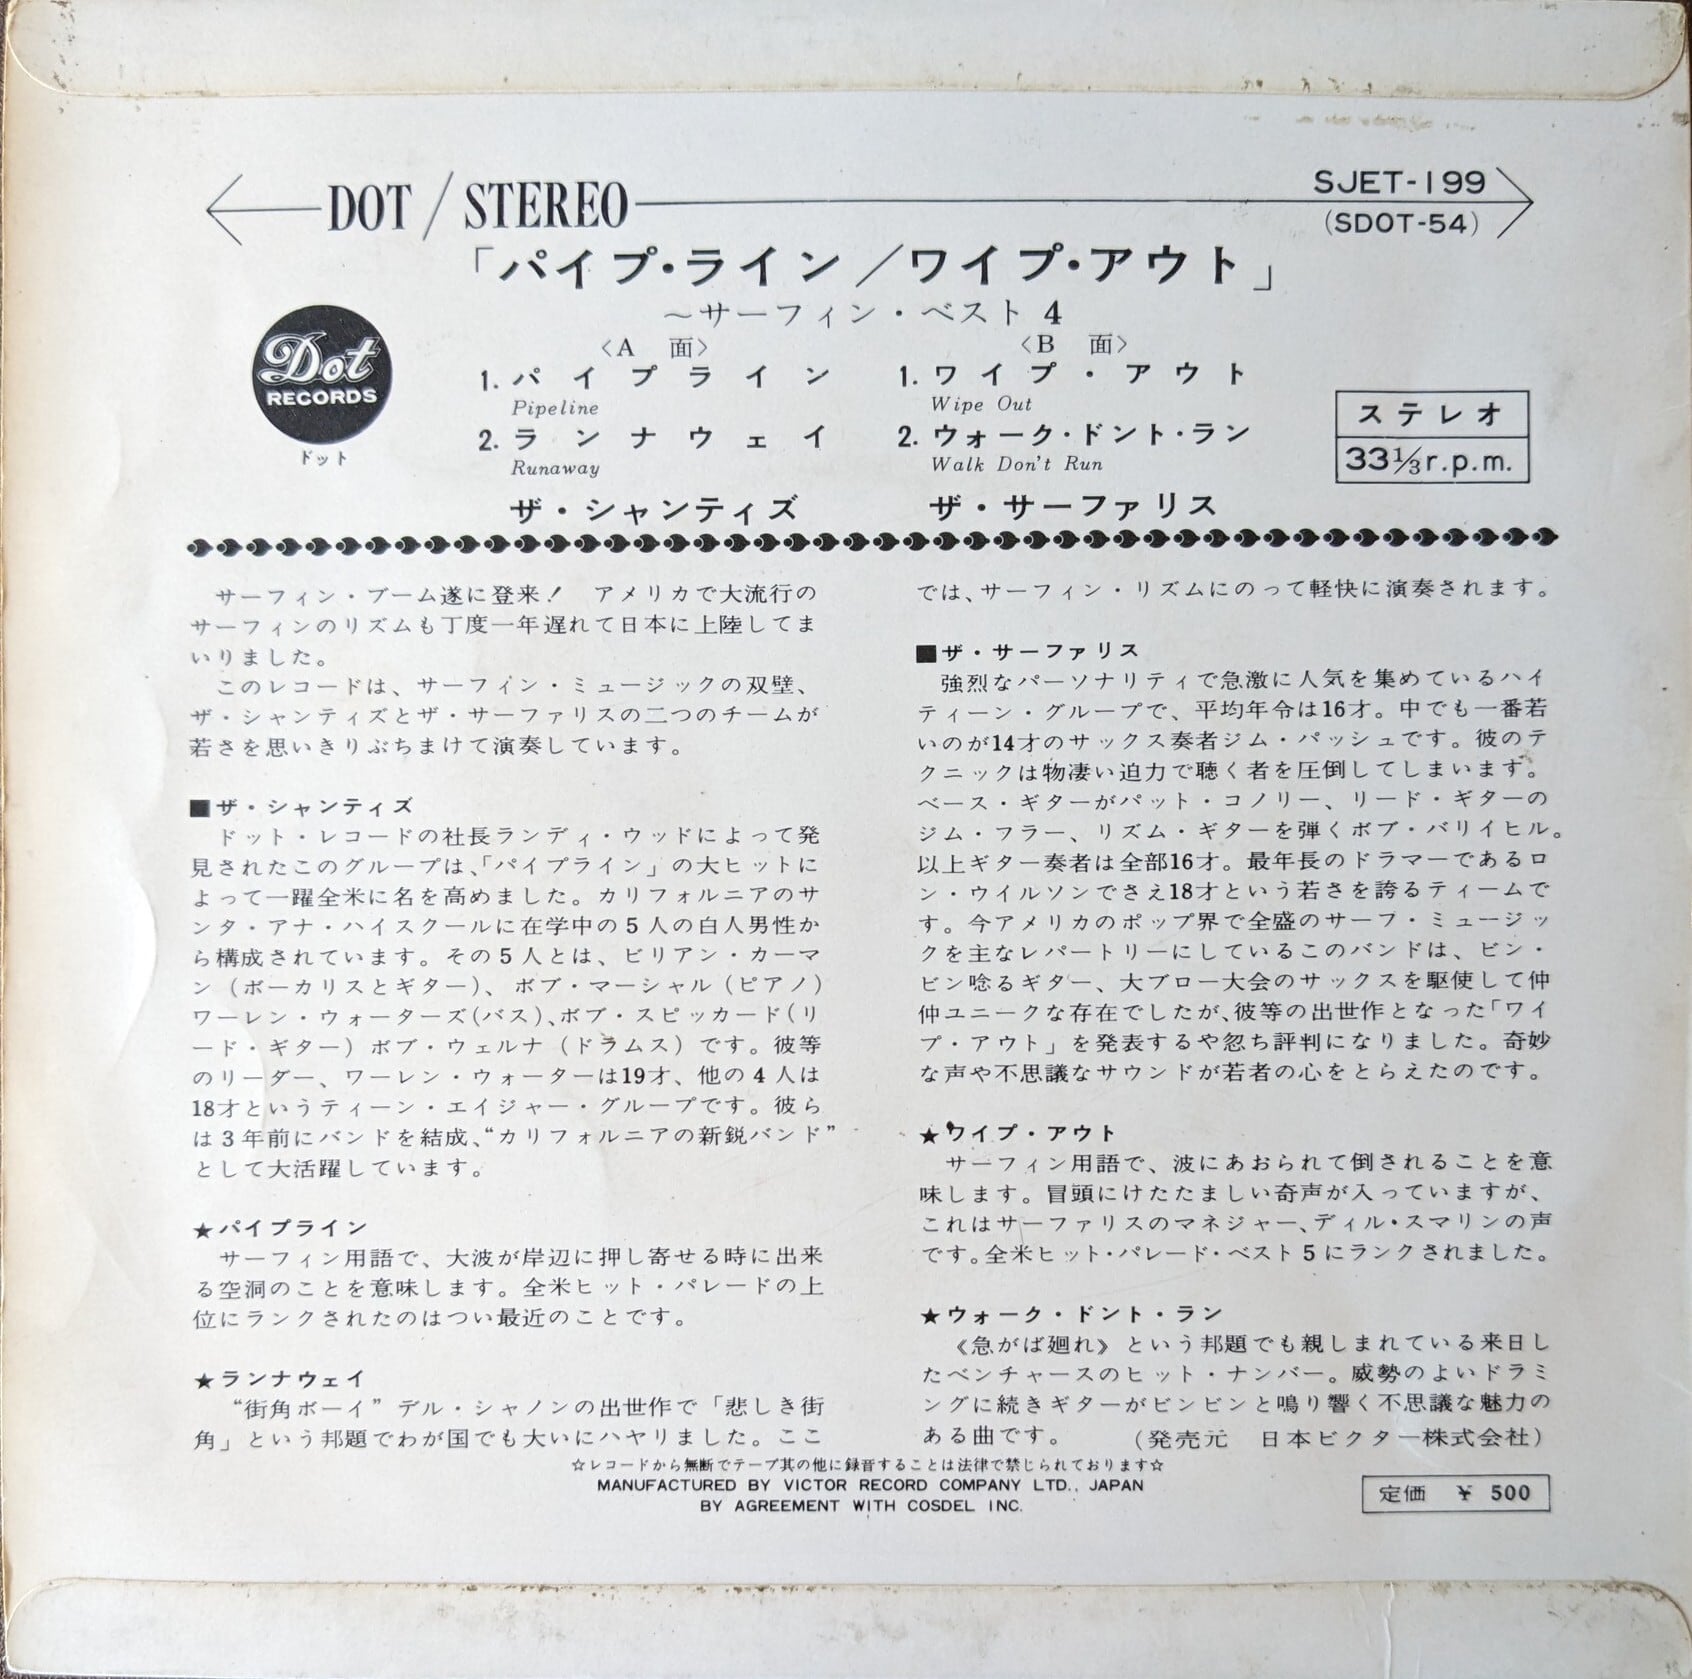 DOT / STEREO
SJET-199
(SDOT-54)
「パイプ・ライン／ワイプ・アウト」
〜サーフィン・ベスト 4
Dot
RECORDS
ドット
〈A 面〉
1. パイプライン
Pipeline
2. ランナウェイ
Runaway
ザ・シャンティズ
〈B 面〉
1. ワイプ・アウト
Wipe Out
2. ウォーク・ドント・ラン
Walk Don't Run
ザ・サーファリス
ステレオ
33⅓r.p.m.
サーフィン・ブーム遂に登来! アメリカで大流行の
サーフィンのリズムも丁度一年遅れて日本に上陸してま
いりました。
このレコードは、サーフィン・ミュージックの双壁、
ザ・シャンティズとザ・サーファリスの二つのチームが
若さを思いきりぶちまけて演奏しています。
■ザ・シャンティズ
ドット・レコードの社長ランディ・ウッドによって発
見されたこのグループは、「パイプライン」の大ヒットに
よって一躍全米に名を高めました。カリフォルニアのサ
ンタ・アナ・ハイスクールに在学中の5人の白人男性か
ら構成されています。その5人とは、ビリアン・カーマ
ン（ボーカリスとギター）、ボブ・マーシャル（ピアノ）
ワーレン・ウォーターズ(バス)、ボブ・スピッカード(リ
ード・ギター）ボブ・ウェルナ（ドラムス）です。彼等
のリーダー、ワーレン・ウォーターは19才、他の4人は
18才というティーン・エイジャー・グループです。彼ら
は3年前にバンドを結成、“カリフォルニアの新鋭バンド”
として大活躍しています。
★パイプライン
サーフィン用語で、大波が岸辺に押し寄せる時に出来
る空洞のことを意味します。全米ヒット・パレードの上
位にランクされたのはつい最近のことです。
★ランナウェイ
“街角ボーイ”デル・シャノンの出世作で「悲しき街
角」という邦題でわが国でも大いにハヤリました。ここ
では、サーフィン・リズムにのって軽快に演奏されます。
■ザ・サーファリス
強烈なパーソナリティで急激に人気を集めているハイ
ティーン・グループで、平均年令は16才。中でも一番若
いのが14才のサックス奏者ジム・パッシュです。彼のテ
クニックは物凄い迫力で聴く者を圧倒してしまいます。
ベース・ギターがパット・コノリー、リード・ギターの
ジム・フラー、リズム・ギターを弾くボブ・バリイヒル。
以上ギター奏者は全部16才。最年長のドラマーであるロ
ン・ウイルソンでさえ18才という若さを誇るティームで
す。今アメリカのポップ界で全盛のサーフ・ミュージッ
クを主なレパートリーにしているこのバンドは、ビン・
ビン唸るギター、大ブロー大会のサックスを駆使して仲
仲ユニークな存在でしたが、彼等の出世作となった「ワイ
プ・アウト」を発表するや忽ち評判になりました。奇妙
な声や不思議なサウンドが若者の心をとらえたのです。
★ワイプ・アウト
サーフィン用語で、波にあおられて倒されることを意
味します。冒頭にけたたましい奇声が入っていますが、
これはサーファリスのマネジャー、ディル・スマリンの声
です。全米ヒット・パレード・ベスト5にランクされました。
★ウォーク・ドント・ラン
《急がば廻れ》という邦題でも親しまれている来日し
たベンチャースのヒット・ナンバー。威勢のよいドラミ
ングに続きギターがビンビンと鳴り響く不思議な魅力の
ある曲です。 （発売元 日本ビクター株式会社）
☆レコードから無断でテープ其の他に録音することは法律で禁じられております☆
MANUFACTURED BY VICTOR RECORD COMPANY LTD., JAPAN
BY AGREEMENT WITH COSDEL INC.
定価 ¥ 500